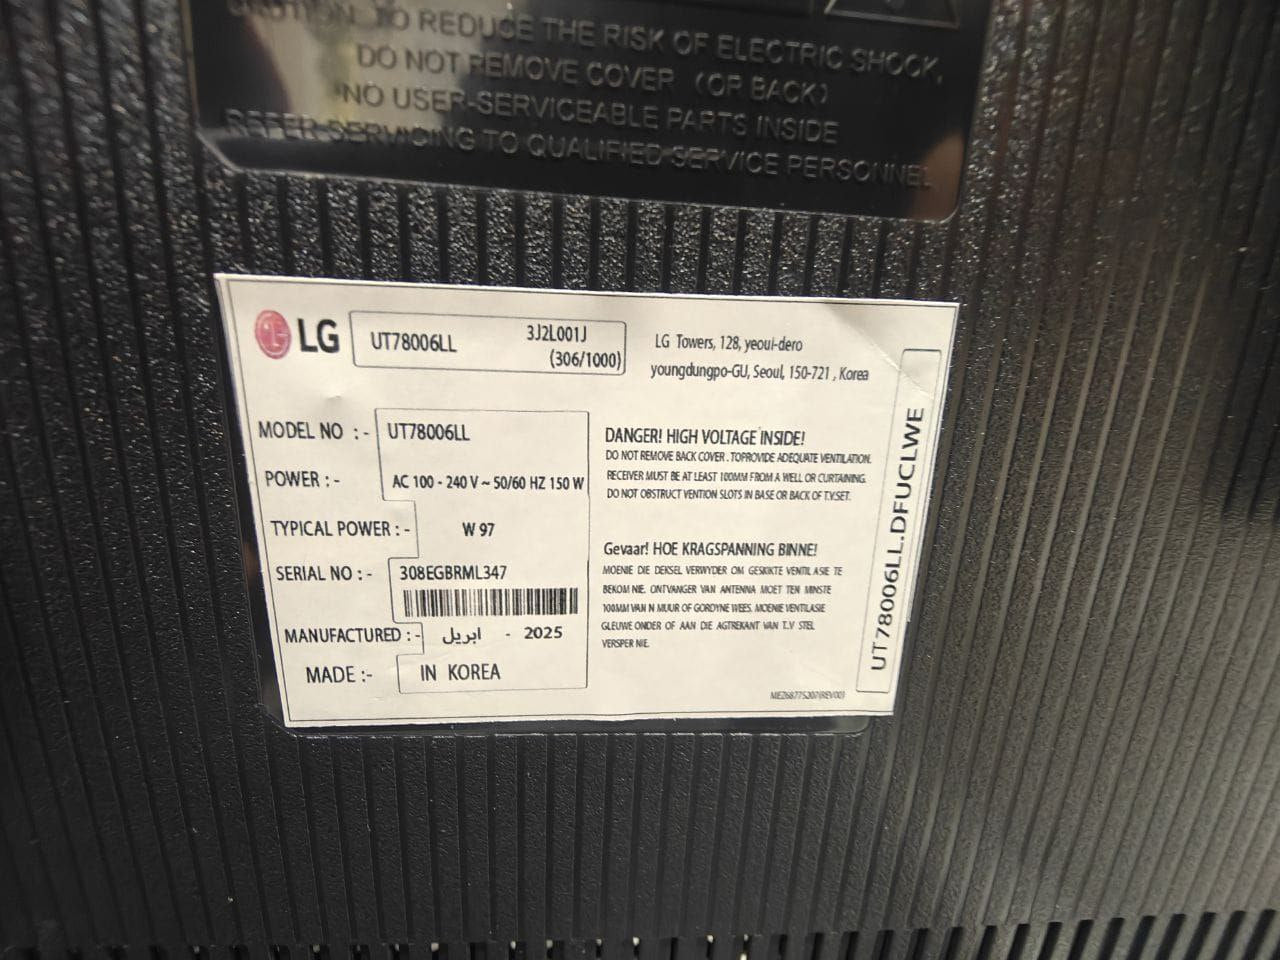 CAUTION TO REDUCE THE RISK OF ELECTRIC SHOCK,
DO NOT REMOVE COVER (OR BACK)
NO USER-SERVICEABLE PARTS INSIDE
REFER SERVICING TO QUALIFIED SERVICE PERSONNEL
LG
UT78006LL
3J2L001J
(306/1000)
LG Towers, 128, yeoui-dero
youngdungpo-GU, Seoul, 150-721 , Korea
MODEL NO :- UT78006LL
POWER :- AC 100 - 240 V ~ 50/60 HZ 150 W
TYPICAL POWER :- W 97
SERIAL NO :- 308EGBRML347
MANUFACTURED :- ابريل - 2025
MADE :- IN KOREA
DANGER! HIGH VOLTAGE INSIDE!
DO NOT REMOVE BACK COVER . TOPROVIDE ADEQUATE VENTILATION.
RECEIVER MUST BE AT LEAST 100MM FROM A WELL OR CURTAINING.
DO NOT OBSTRUCT VENTION SLOTS IN BASE OR BACK OF T.V.SET.
Gevaar! HOE KRAGSPANNING BINNE!
MOENIE DIE DEKSEL VERWYDER OM GESKIKTE VENTIL ASIE TE
BEKOM NIE. ONTVANGER VAN ANTENNA MOET TEN MINSTE
100MM VAN N MUUR OF GORDYNE WEES. MOENIE VENTILASIE
GLEUWE ONDER OF AAN DIE AGTREKANT VAN T.V STEL
VERSPER NIE.
MEZ68775207(REV00)
UT78006LL.DFUCLWE